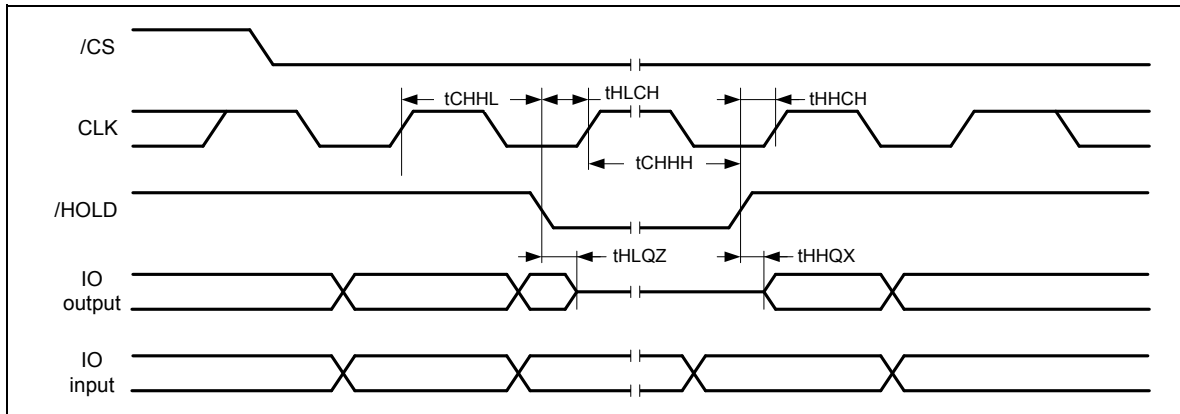 /CS
tCHHL
tHLCH
tHHCH
CLK
tCHHH
/HOLD
tHLQZ
tHHQX
IO
output
IO
input